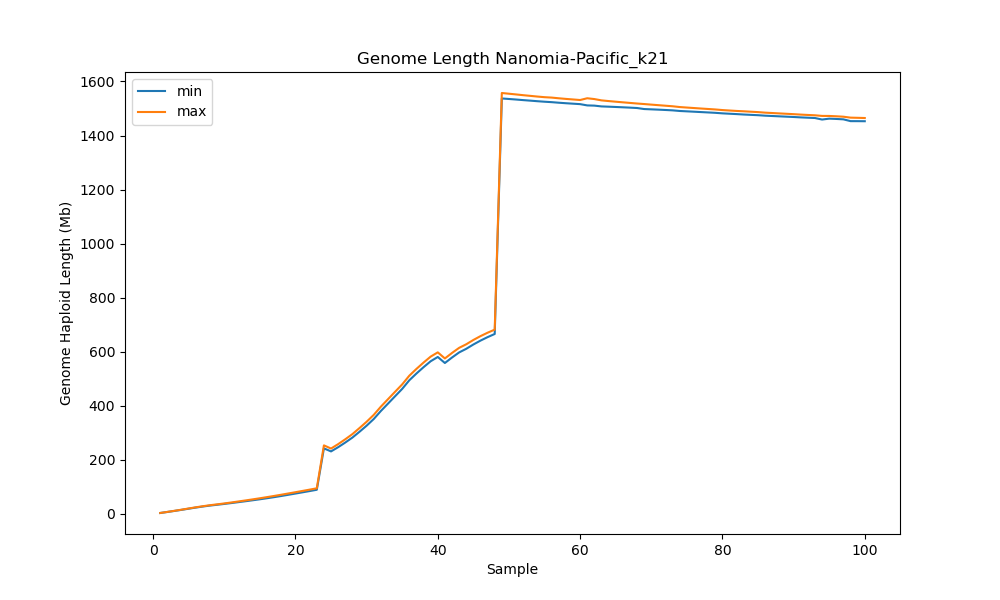 Genome Length Nanomia-Pacific_k21
min
max
1600
1400
1200
1000
800
600
400
200
0
Genome Haploid Length (Mb)
0 20 40 60 80 100
Sample